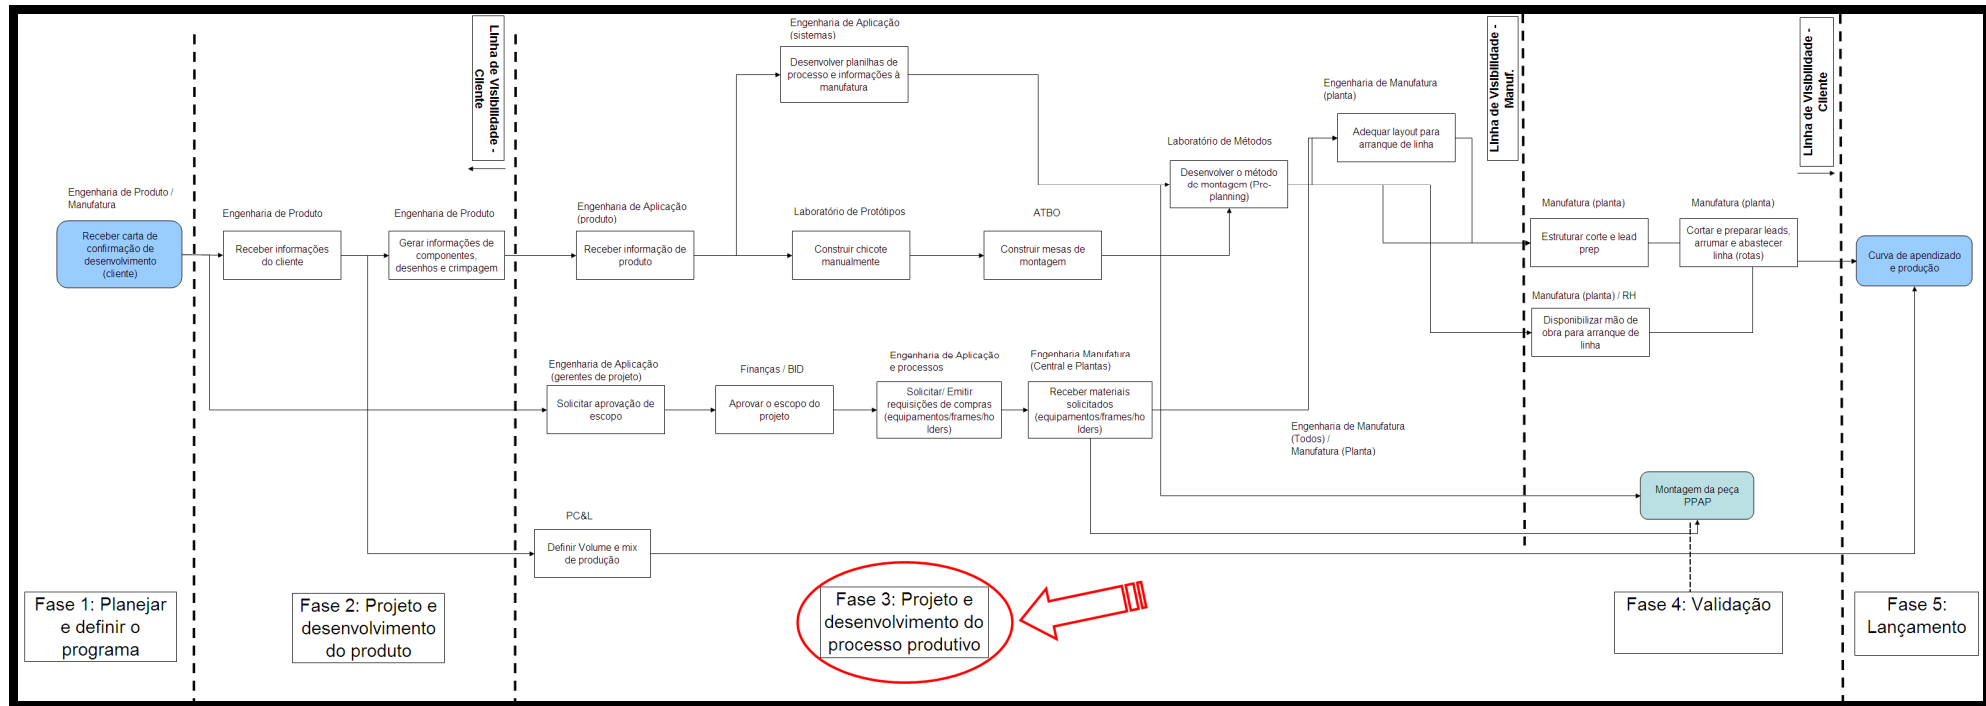 Engenharia de Produto /
Manufatura
Receber carta de
confirmação de
desenvolvimento
(cliente)
Engenharia de Produto
Receber informações
do cliente
Engenharia de Produto
Gerar informações de
componentes,
desenhos e crimpagem
Linha de Visibilidade -
Cliente
Engenharia de Aplicação
(sistemas)
Desenvolver planilhas de
processo e informações à
manufatura
Engenharia de Aplicação
(produto)
Receber informação de
produto
Laboratório de Protótipos
Construir chicote
manualmente
ATBO
Construir mesas de
montagem
Laboratório de Métodos
Desenvolver o método
de montagem (Pre-
planning)
Engenharia de Manufatura
(planta)
Adequar layout para
arranque de linha
Linha de Visibilidade -
Manuf.
Engenharia de Aplicação
(gerentes de projeto)
Solicitar aprovação de
escopo
Finanças / BID
Aprovar o escopo do
projeto
Engenharia de Aplicação
e processos
Solicitar/ Emitir
requisições de compras
(equipamentos/frames/ho
lders)
Engenharia Manufatura
(Central e Plantas)
Receber materiais
solicitados
(equipamentos/frames/ho
lders)
Engenharia de Manufatura
(Todos) /
Manufatura (Planta)
PC&L
Definir Volume e mix
de produção
Manufatura (planta)
Estruturar corte e lead
prep
Manufatura (planta)
Cortar e preparar leads,
arrumar e abastecer
linha (rotas)
Manufatura (planta) / RH
Disponibilizar mão de
obra para arranque de
linha
Montagem da peça
PPAP
Linha de Visibilidade -
Cliente
Curva de apendizado
e produção
Fase 1: Planejar
e definir o
programa
Fase 2: Projeto e
desenvolvimento
do produto
Fase 3: Projeto e
desenvolvimento do
processo produtivo
Fase 4: Validação
Fase 5:
Lançamento